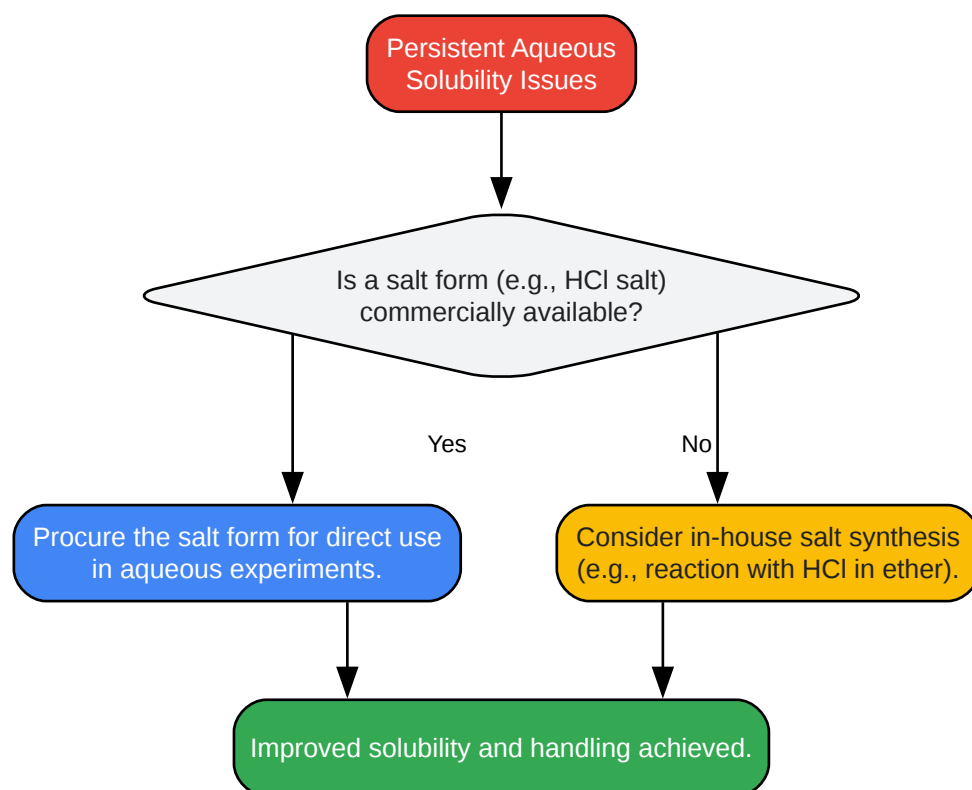 Persistent Aqueous
Solubility Issues
Is a salt form (e.g., HCl salt)
commercially available?
Yes
No
Procure the salt form for direct use
in aqueous experiments.
Consider in-house salt synthesis
(e.g., reaction with HCl in ether).
Improved solubility and handling achieved.